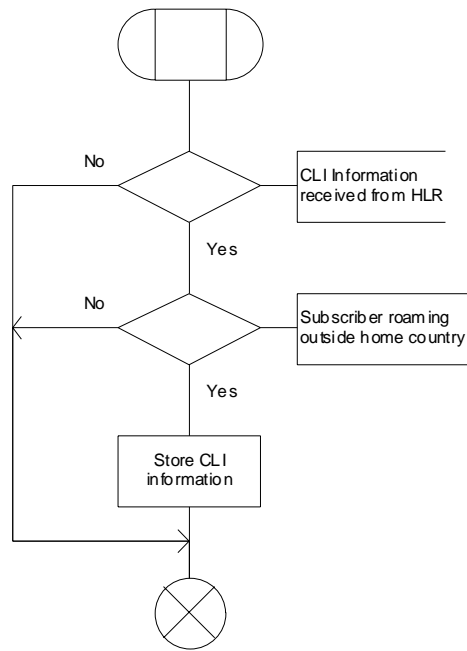 No
CLI Information
received from HLR
Yes
No
Subscriber roaming
outside home country
Yes
Store CLI
information